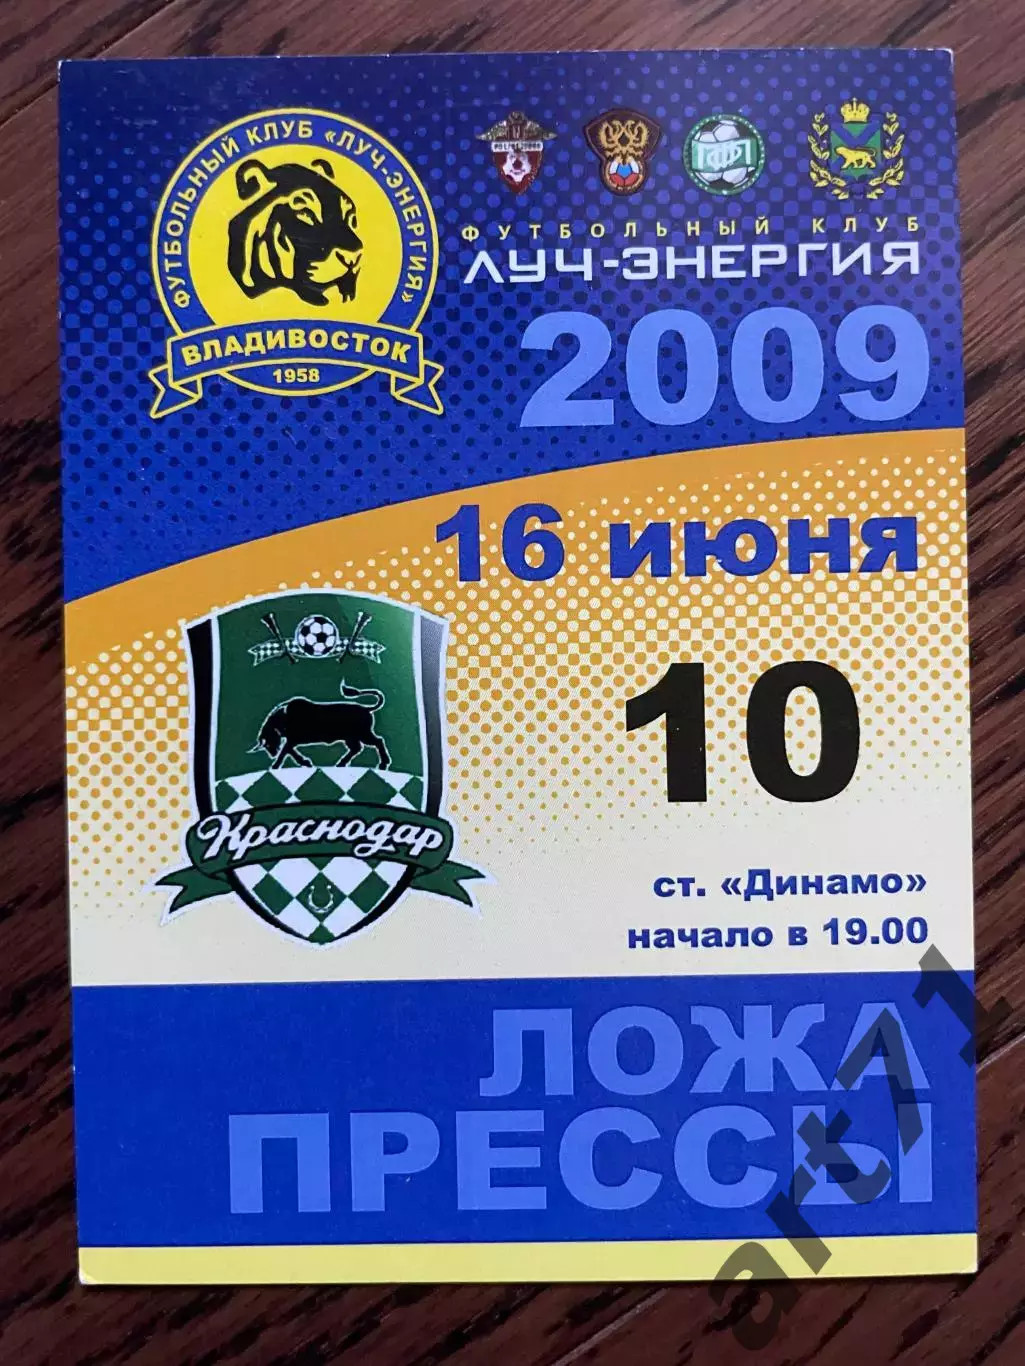 ФУТБОЛЬНЫЙ КЛУБ «ЛУЧ-ЭНЕРГИЯ»
ВЛАДИВОСТОК
1958
ФУТБОЛЬНЫЙ КЛУБ
ЛУЧ-ЭНЕРГИЯ
2009
16 июня
10
Краснодар
ст. «Динамо»
начало в 19.00
ЛОЖА
ПРЕССЫ
art71